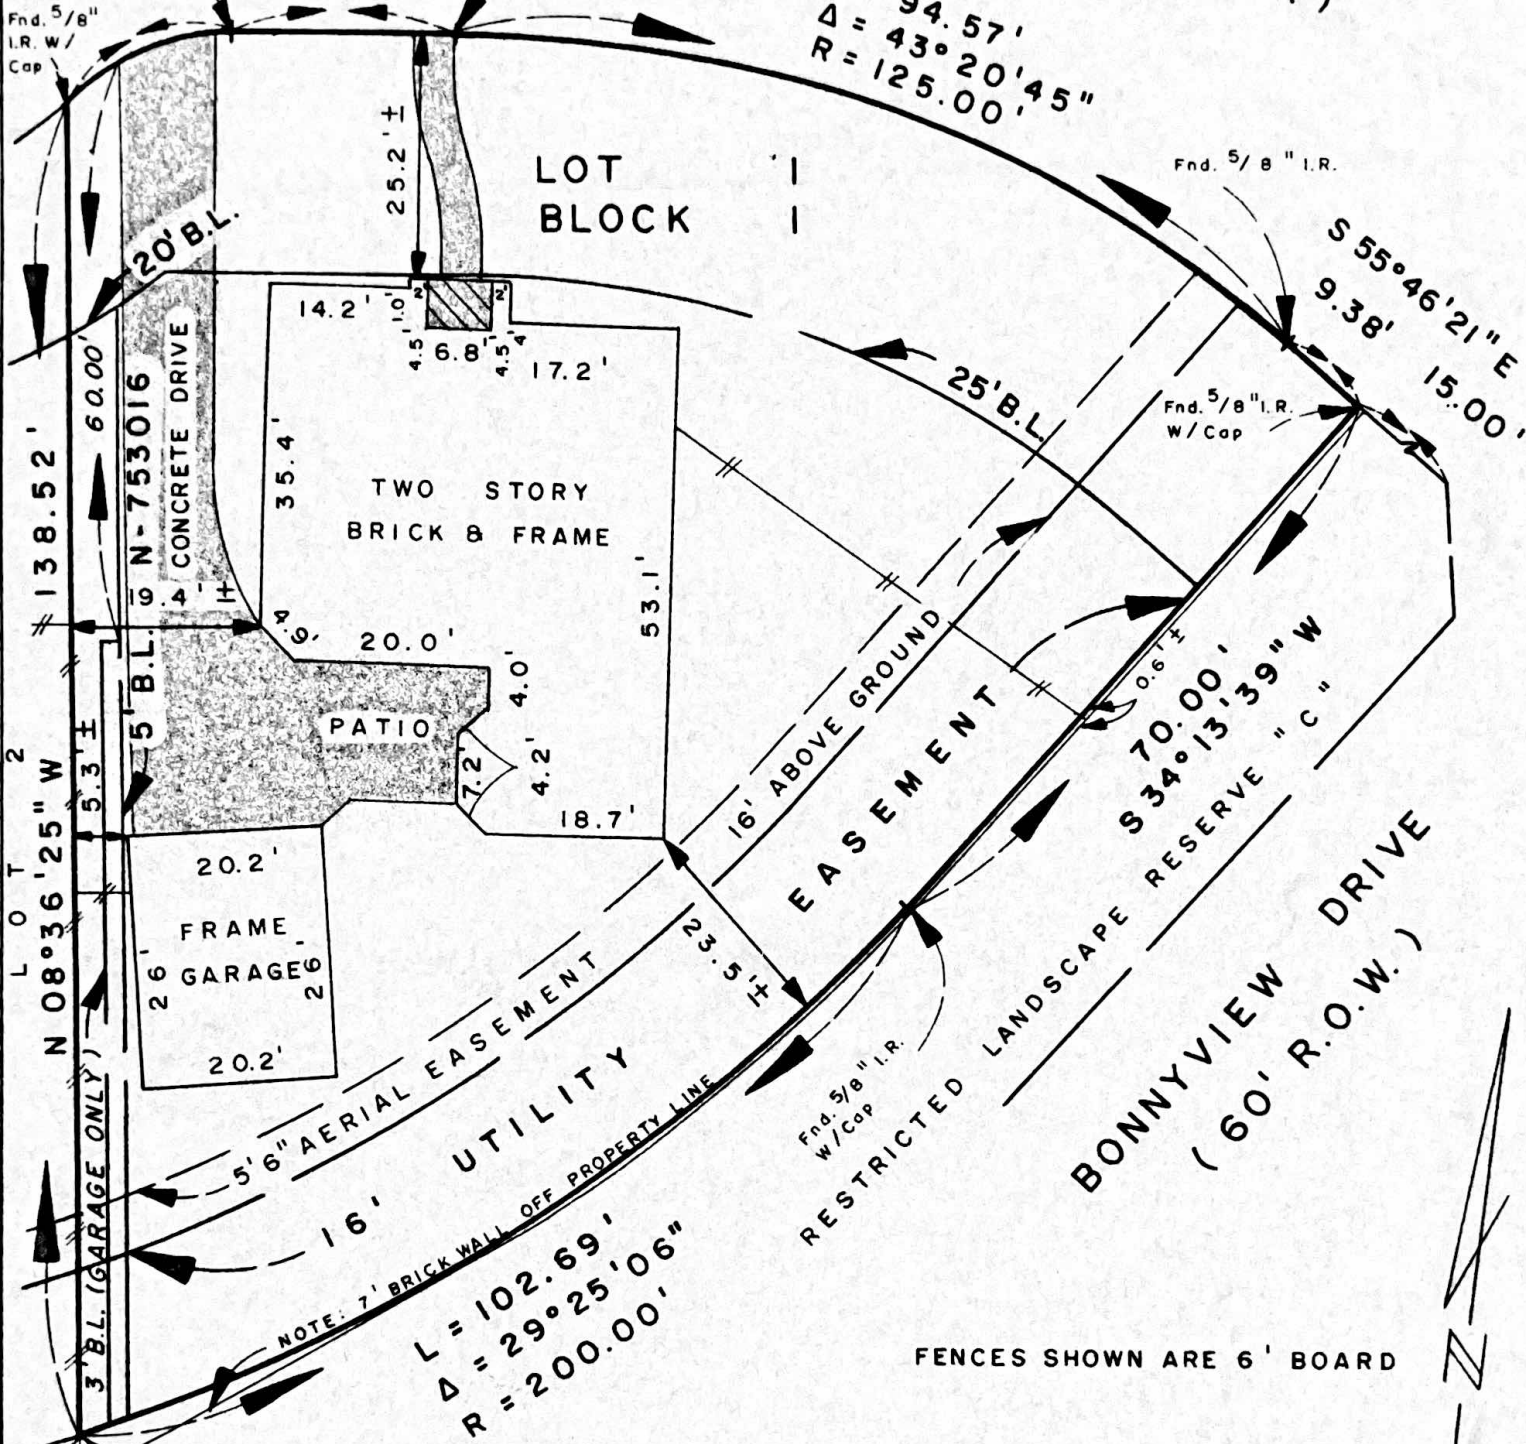 Fnd. 5/8"
I.R. W/
Cap
94.57'
Δ = 43° 20' 45"
R = 125.00'
25.2' ±
LOT 1
BLOCK 1
Fnd. 5/8" I.R.
S 55° 46' 21" E
9.38'
15.00'
20' B.L.
14.2'
1.0'
2'
2'
4.5'
6.8'
4.5'
4'
17.2'
25' B.L.
Fnd. 5/8" I.R.
W/Cap
60.00'
N-753016
CONCRETE DRIVE
35.4'
TWO STORY
BRICK & FRAME
138.52'
19.4' ±
4.9'
20.0'
53.1'
4.0'
5' B.L.
PATIO
7.2'
4.2'
18.7'
5.3' ±
LOT 2
N 08° 36' 25" W
16' ABOVE GROUND
EASEMENT
0.6' ±
70.00'
S 34° 13' 39" W
20.2'
FRAME
GARAGE
26'
26'
20.2'
23.5' ±
RESTRICTED LANDSCAPE RESERVE "C"
BONNYVIEW DRIVE
( 60' R.O.W. )
Fnd. 5/8" I.R.
W/Cap
5'6" AERIAL EASEMENT
16' UTILITY
3' B.L. (GARAGE ONLY)
NOTE: 7' BRICK WALL OFF PROPERTY LINE
L = 102.69'
Δ = 29° 25' 06"
R = 200.00'
FENCES SHOWN ARE 6' BOARD
N